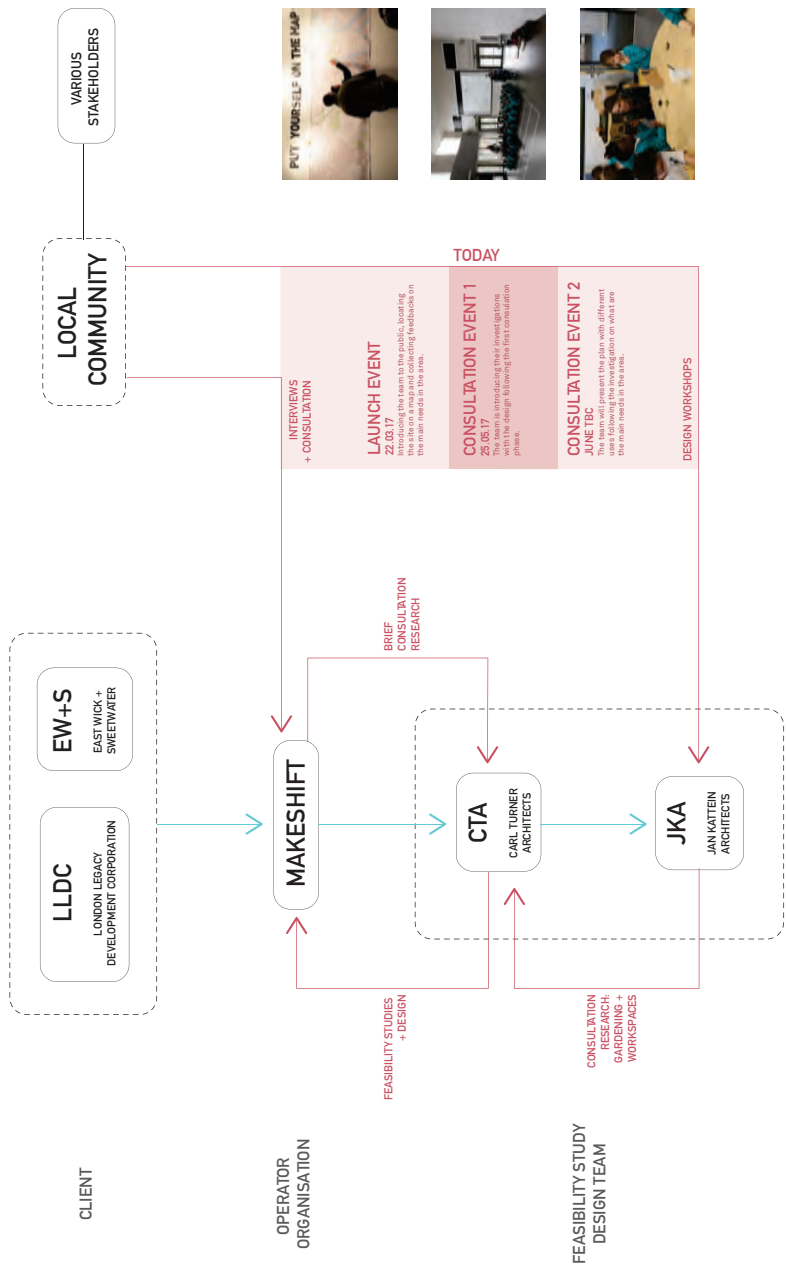 CLIENT
LLDC
LONDON LEGACY
DEVELOPMENT CORPORATION
EW+S
EAST WICK +
SWEETWATER
LOCAL
COMMUNITY
VARIOUS
STAKEHOLDERS
OPERATOR
ORGANISATION
MAKESHIFT
FEASIBILITY STUDIES
+ DESIGN
BRIEF
CONSULTATION
RESEARCH
INTERVIEWS
+ CONSULTATION
LAUNCH EVENT
22.03.17
Introducing the team to the public, locating
the site on a map and collecting feedbacks on
the main needs in the area.
TODAY
CONSULTATION EVENT 1
25.05.17
The team is introducing their investigations
with the design following the first consulation
phase.
CONSULTATION EVENT 2
JUNE TBC
The team will present the plan with different
uses following the investigation on what are
the main needs in the area.
DESIGN WORKSHOPS
PUT YOURSELF ON THE MAP
FEASIBILITY STUDY
DESIGN TEAM
CTA
CARL TURNER
ARCHITECTS
JKA
JAN KATTEIN
ARCHITECTS
CONSULTATION
RESEARCH:
GARDENING +
WORKSPACES